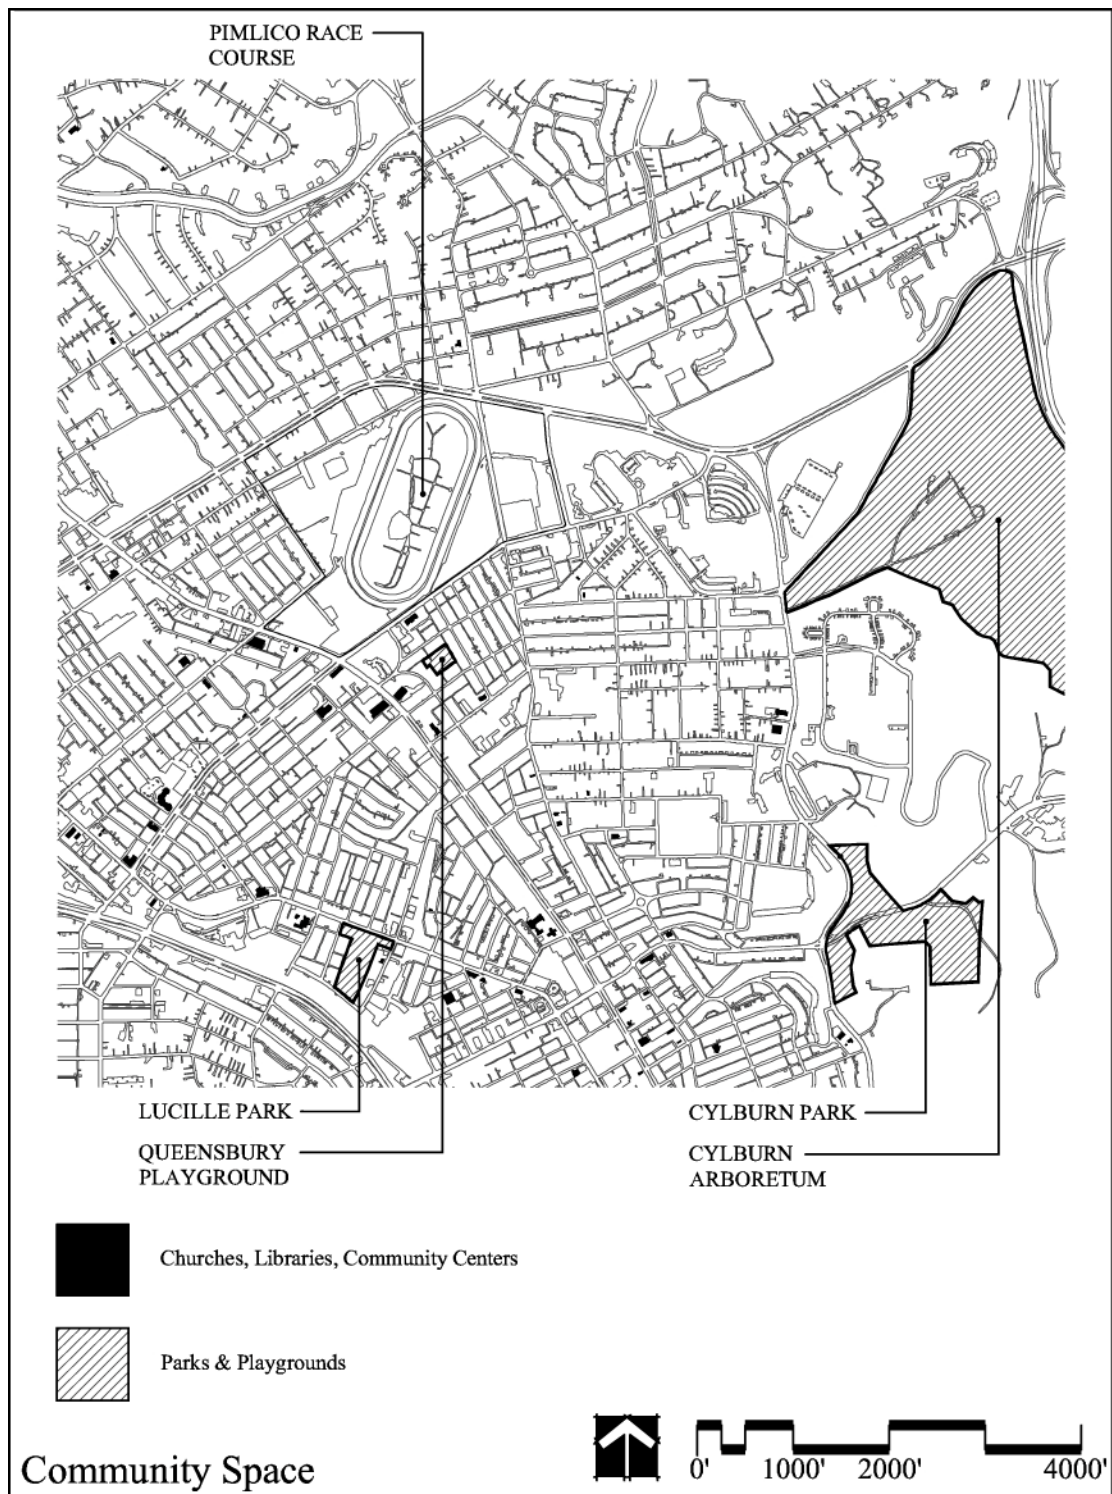 PIMLICO RACE
COURSE
LUCILLE PARK
QUEENSBURY
PLAYGROUND
CYLBURN PARK
CYLBURN
ARBORETUM
Churches, Libraries, Community Centers
Parks & Playgrounds
Community Space
0' 1000' 2000' 4000'